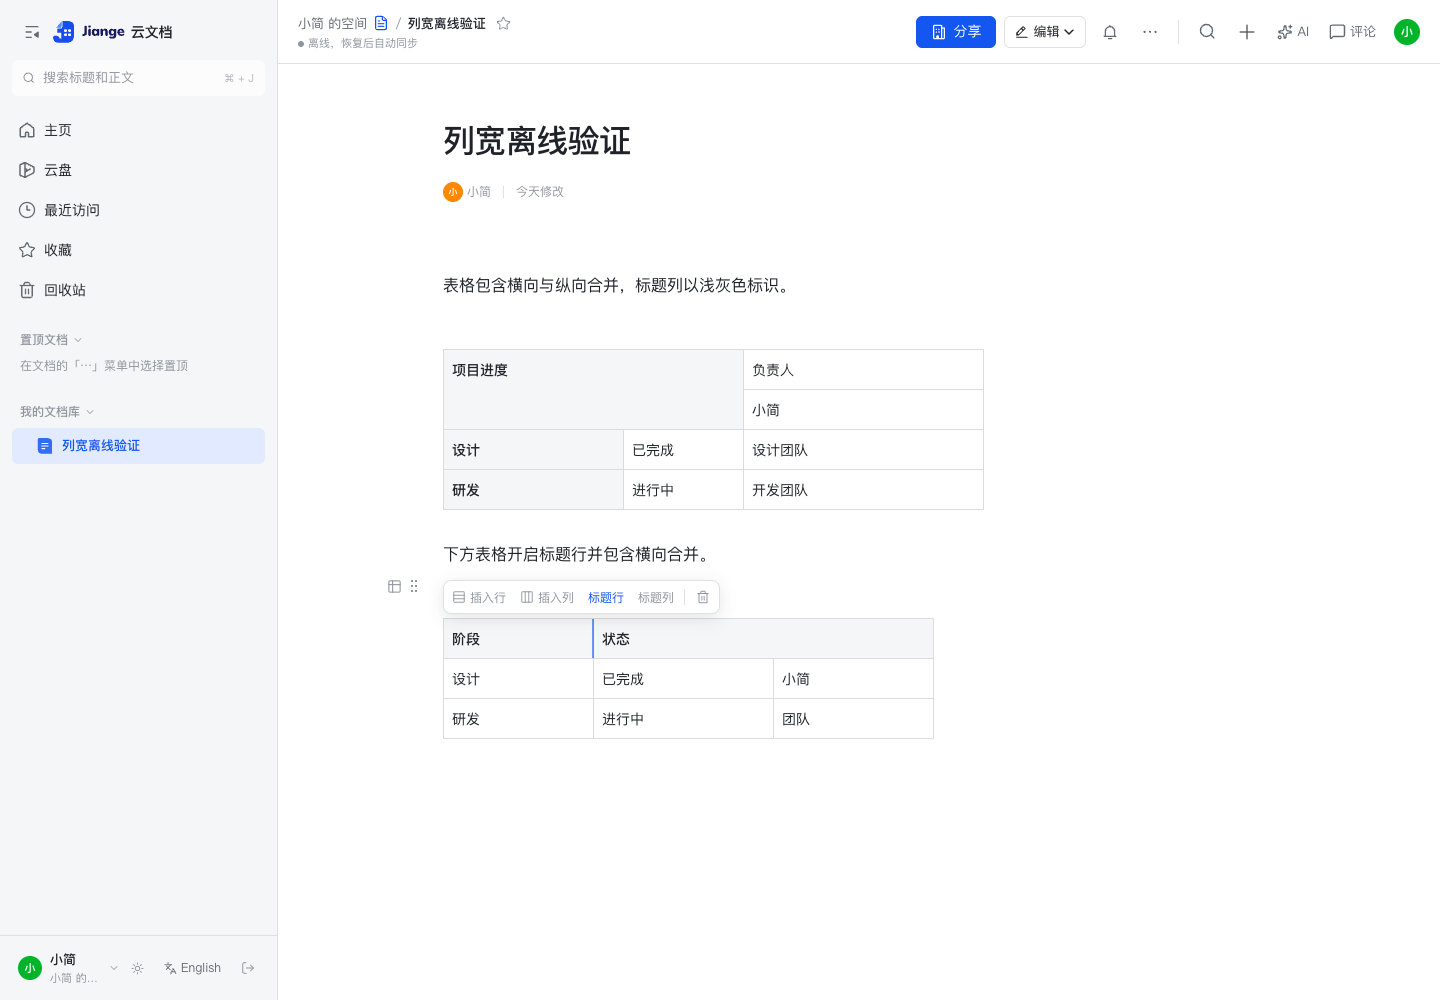 Jiange 云文档
搜索标题和正文 ⌘ + J
主页
云盘
最近访问
收藏
回收站
置顶文档
在文档的「…」菜单中选择置顶
我的文档库
列宽离线验证
小简
小简 的...
English
小简 的空间 / 列宽离线验证
离线，恢复后自动同步
分享
编辑
AI
评论
小
列宽离线验证
小 小简 今天修改
表格包含横向与纵向合并，标题列以浅灰色标识。
项目进度 负责人
小简
设计 已完成 设计团队
研发 进行中 开发团队
下方表格开启标题行并包含横向合并。
插入行 插入列 标题行 标题列
阶段 状态
设计 已完成 小简
研发 进行中 团队
小